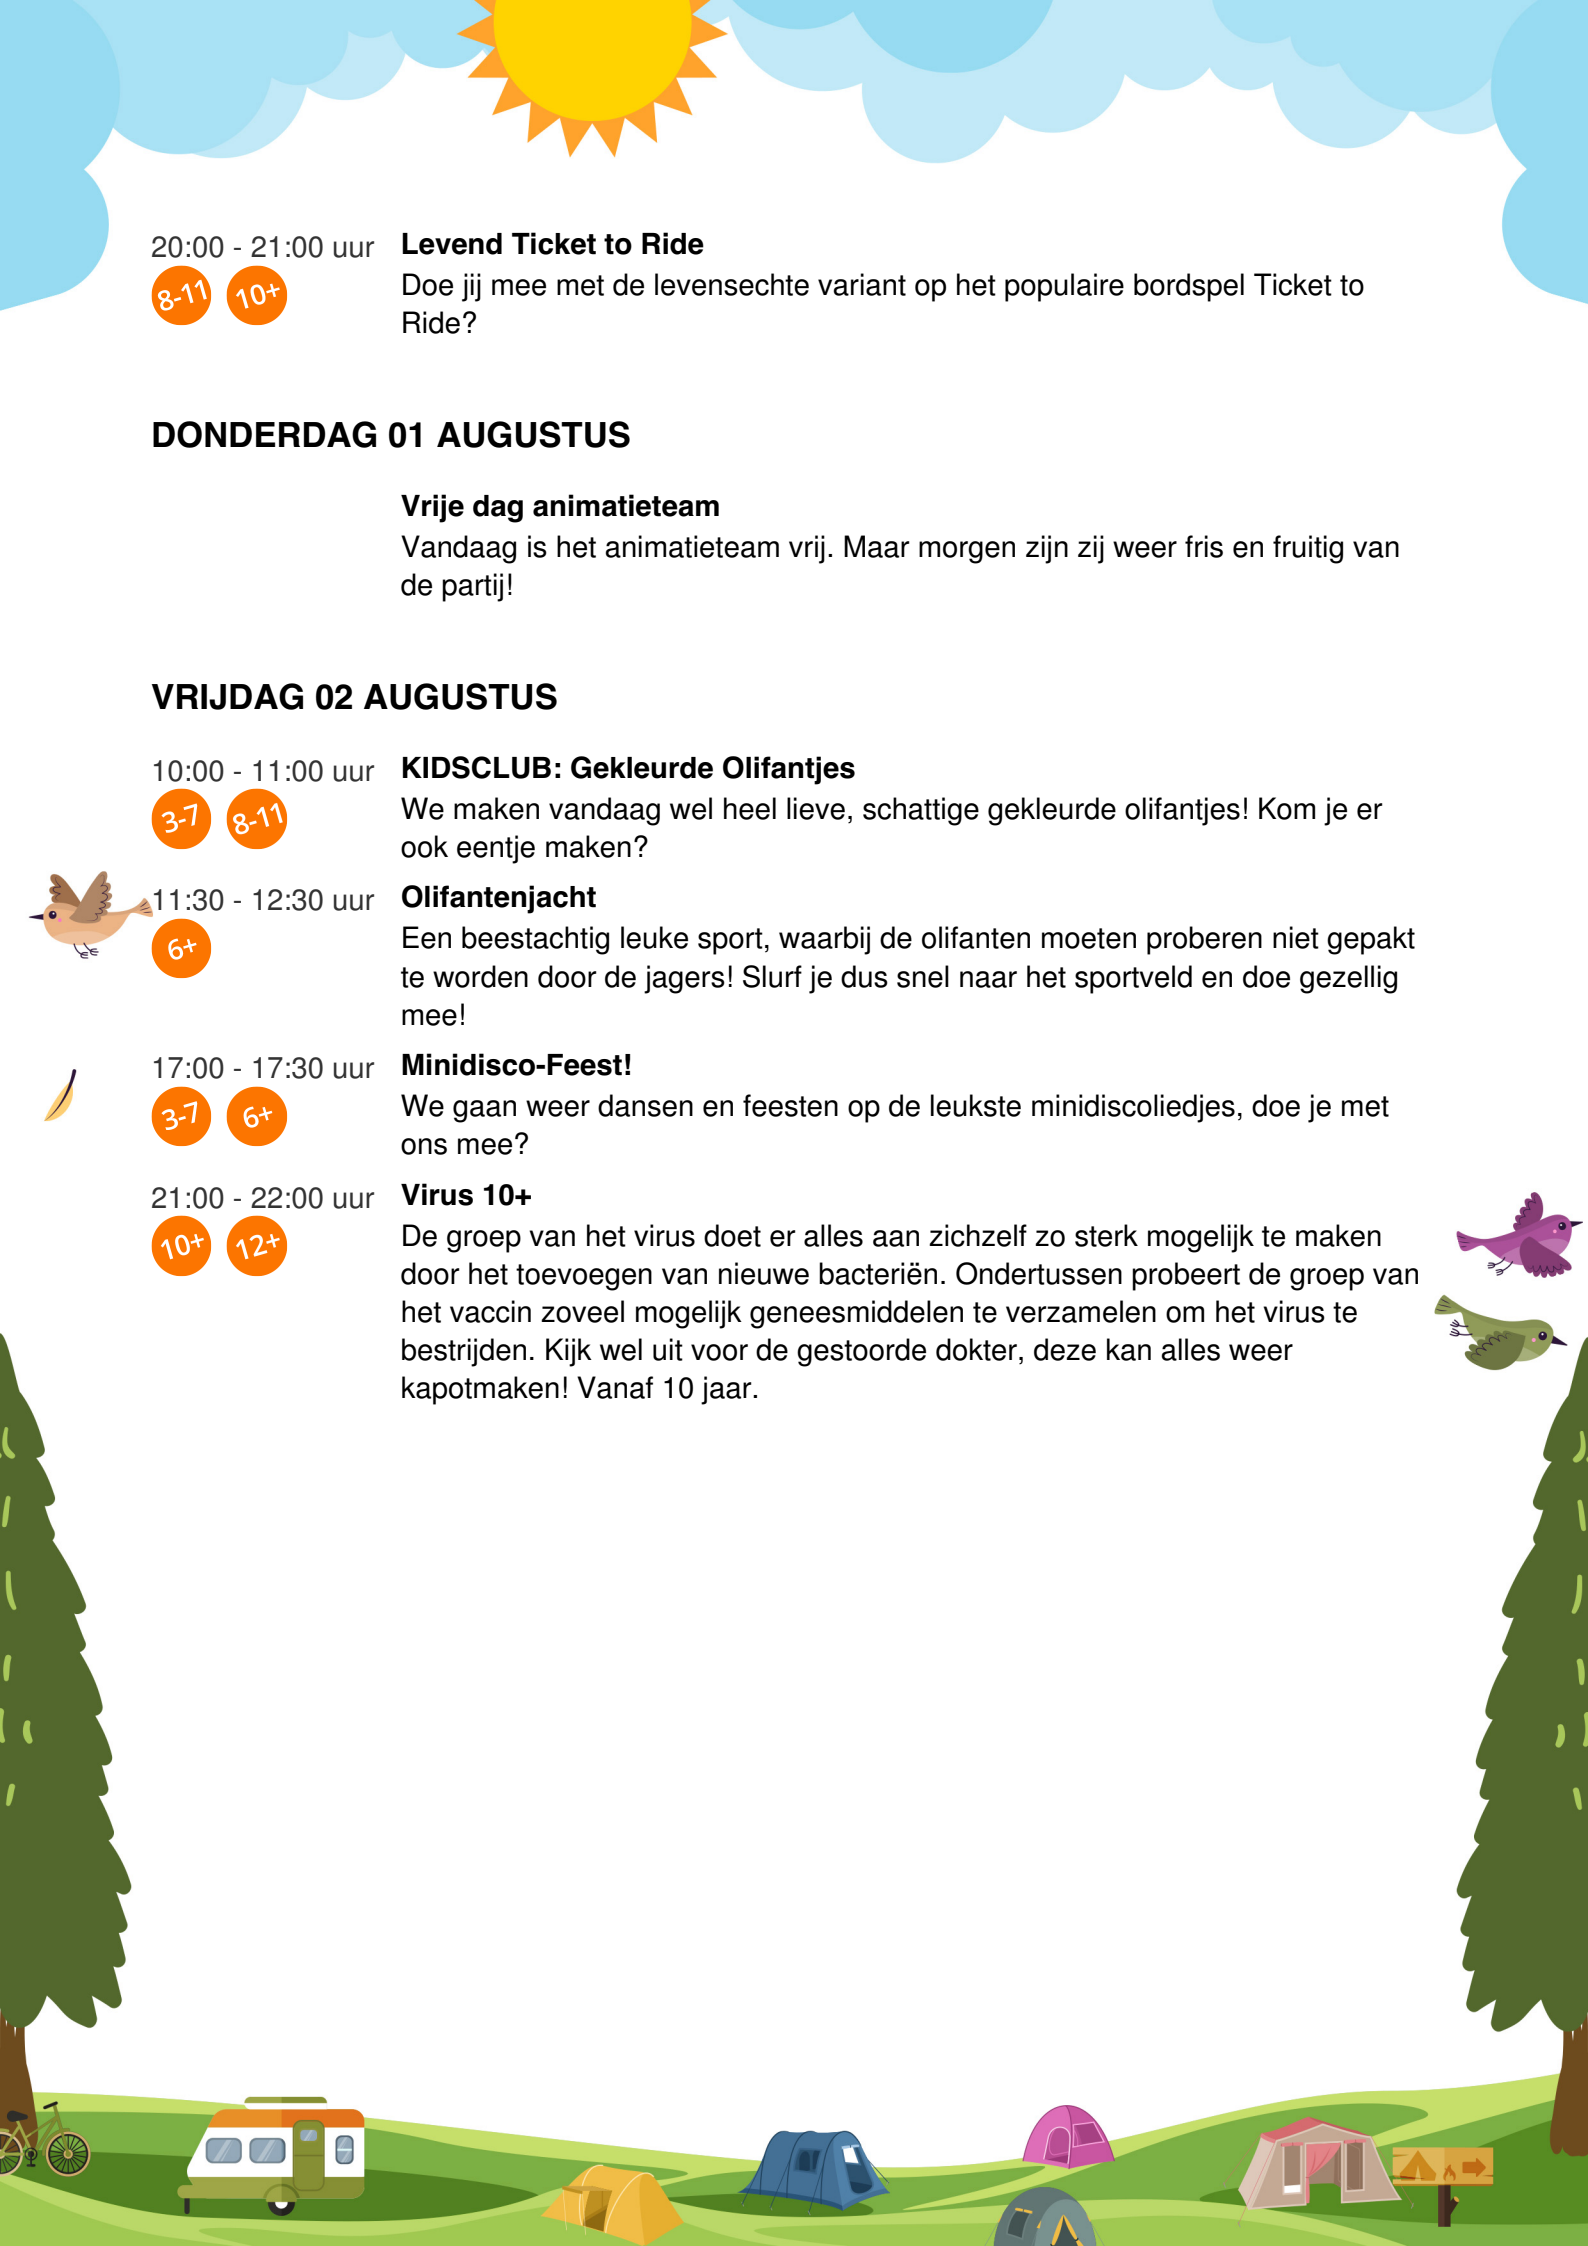 20:00 - 21:00 uur
8-11 10+
Levend Ticket to Ride
Doe jij mee met de levensechte variant op het populaire bordspel Ticket to
Ride?
DONDERDAG 01 AUGUSTUS
Vrije dag animatieteam
Vandaag is het animatieteam vrij. Maar morgen zijn zij weer fris en fruitig van
de partij!
VRIJDAG 02 AUGUSTUS
10:00 - 11:00 uur
3-7 8-11
KIDSCLUB: Gekleurde Olifantjes
We maken vandaag wel heel lieve, schattige gekleurde olifantjes! Kom je er
ook eentje maken?
11:30 - 12:30 uur
6+
Olifantenjacht
Een beestachtig leuke sport, waarbij de olifanten moeten proberen niet gepakt
te worden door de jagers! Slurf je dus snel naar het sportveld en doe gezellig
mee!
17:00 - 17:30 uur
3-7 6+
Minidisco-Feest!
We gaan weer dansen en feesten op de leukste minidiscoliedjes, doe je met
ons mee?
21:00 - 22:00 uur
10+ 12+
Virus 10+
De groep van het virus doet er alles aan zichzelf zo sterk mogelijk te maken
door het toevoegen van nieuwe bacteriën. Ondertussen probeert de groep van
het vaccin zoveel mogelijk geneesmiddelen te verzamelen om het virus te
bestrijden. Kijk wel uit voor de gestoorde dokter, deze kan alles weer
kapotmaken! Vanaf 10 jaar.